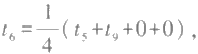 t₆ = 1/4 ( t₅ + t₉ + 0 + 0 ) ,